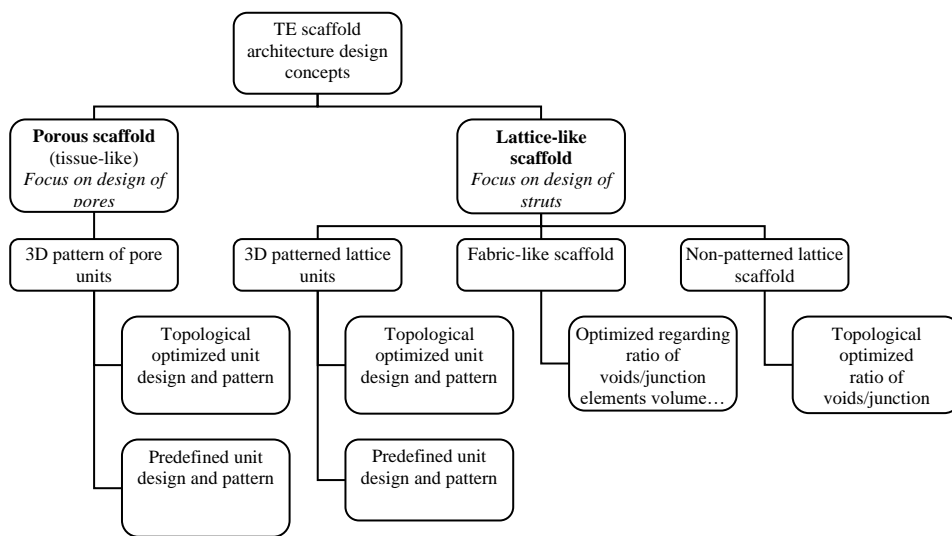 TE scaffold
architecture design
concepts
Porous scaffold
(tissue-like)
Focus on design of
pores
Lattice-like
scaffold
Focus on design of
struts
3D pattern of pore
units
3D patterned lattice
units
Fabric-like scaffold
Non-patterned lattice
scaffold
Topological
optimized unit
design and pattern
Topological
optimized unit
design and pattern
Optimized regarding
ratio of
voids/junction
elements volume…
Topological
optimized
ratio of
voids/junction
Predefined unit
design and pattern
Predefined unit
design and pattern